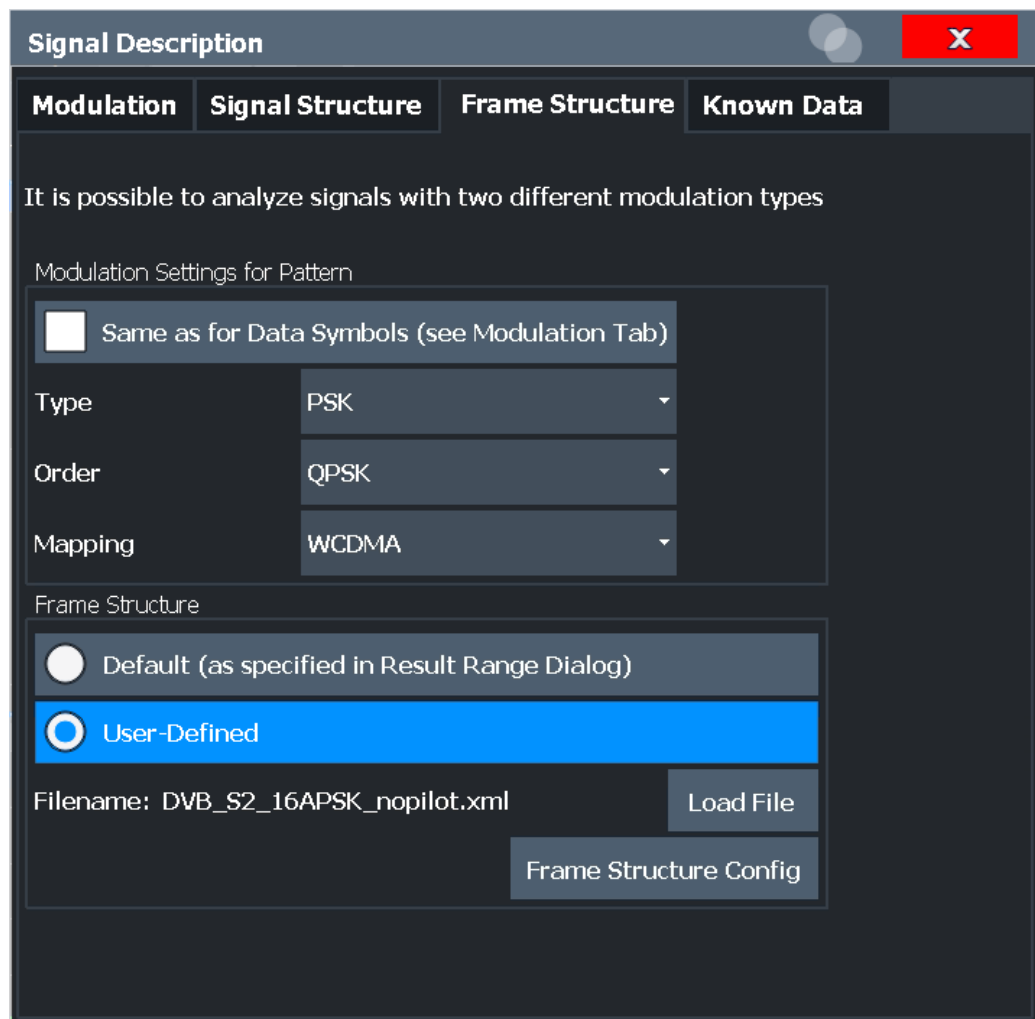 Signal Description
X
Modulation Signal Structure Frame Structure Known Data
It is possible to analyze signals with two different modulation types
Modulation Settings for Pattern
Same as for Data Symbols (see Modulation Tab)
Type PSK
Order QPSK
Mapping WCDMA
Frame Structure
Default (as specified in Result Range Dialog)
User-Defined
Filename: DVB_S2_16APSK_nopilot.xml Load File
Frame Structure Config